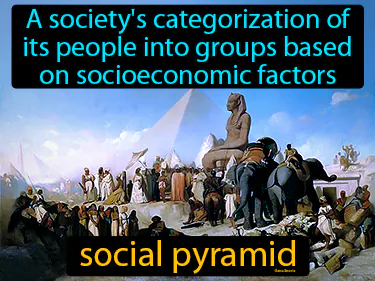 A society's categorization of
its people into groups based
on socioeconomic factors
social pyramid